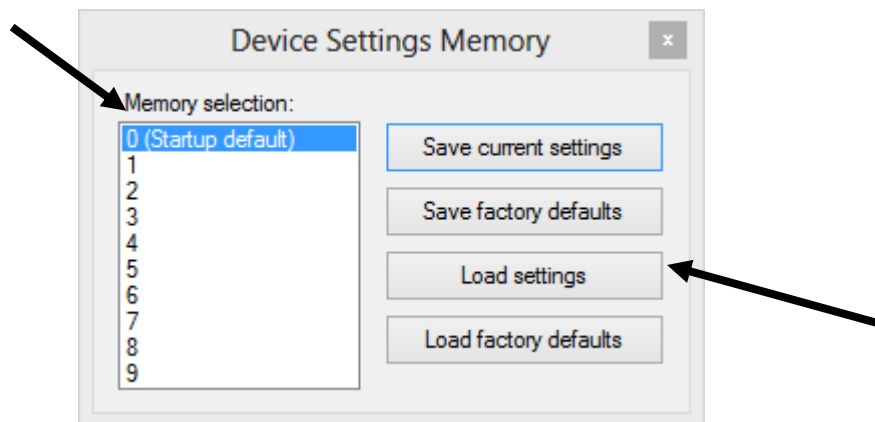 Device Settings Memory
x
Memory selection:
0 (Startup default)
1
2
3
4
5
6
7
8
9
Save current settings
Save factory defaults
Load settings
Load factory defaults